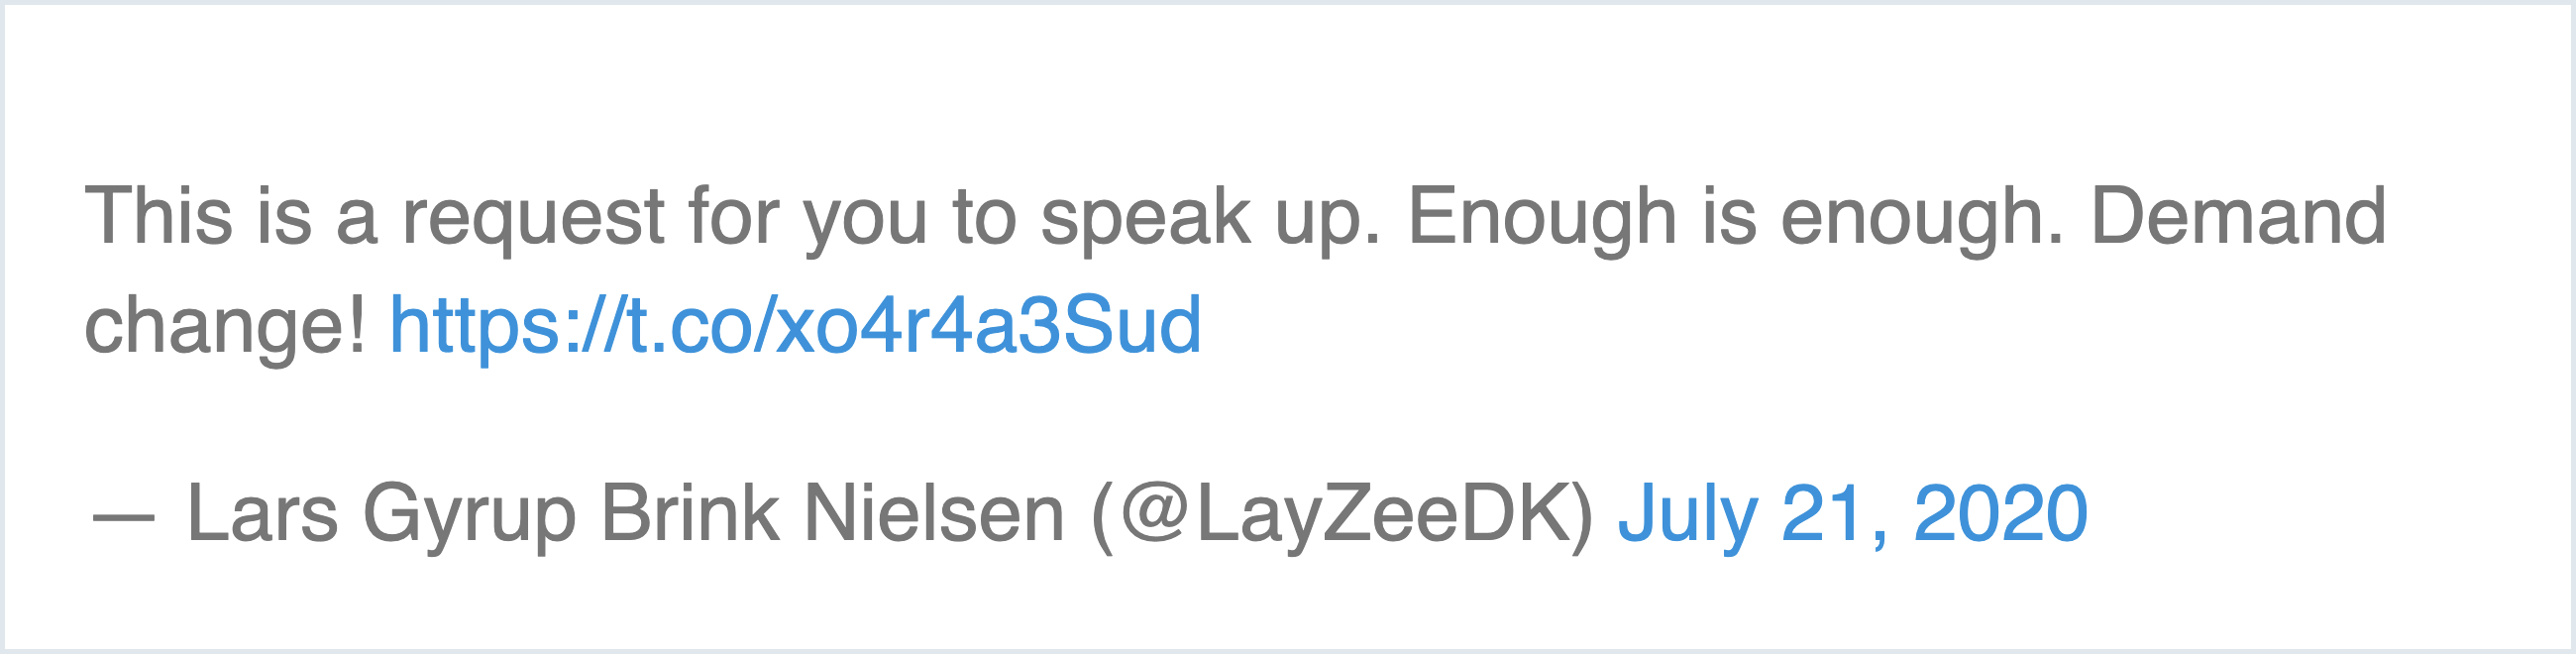 This is a request for you to speak up. Enough is enough. Demand
change! https://t.co/xo4r4a3Sud
— Lars Gyrup Brink Nielsen (@LayZeeDK) July 21, 2020